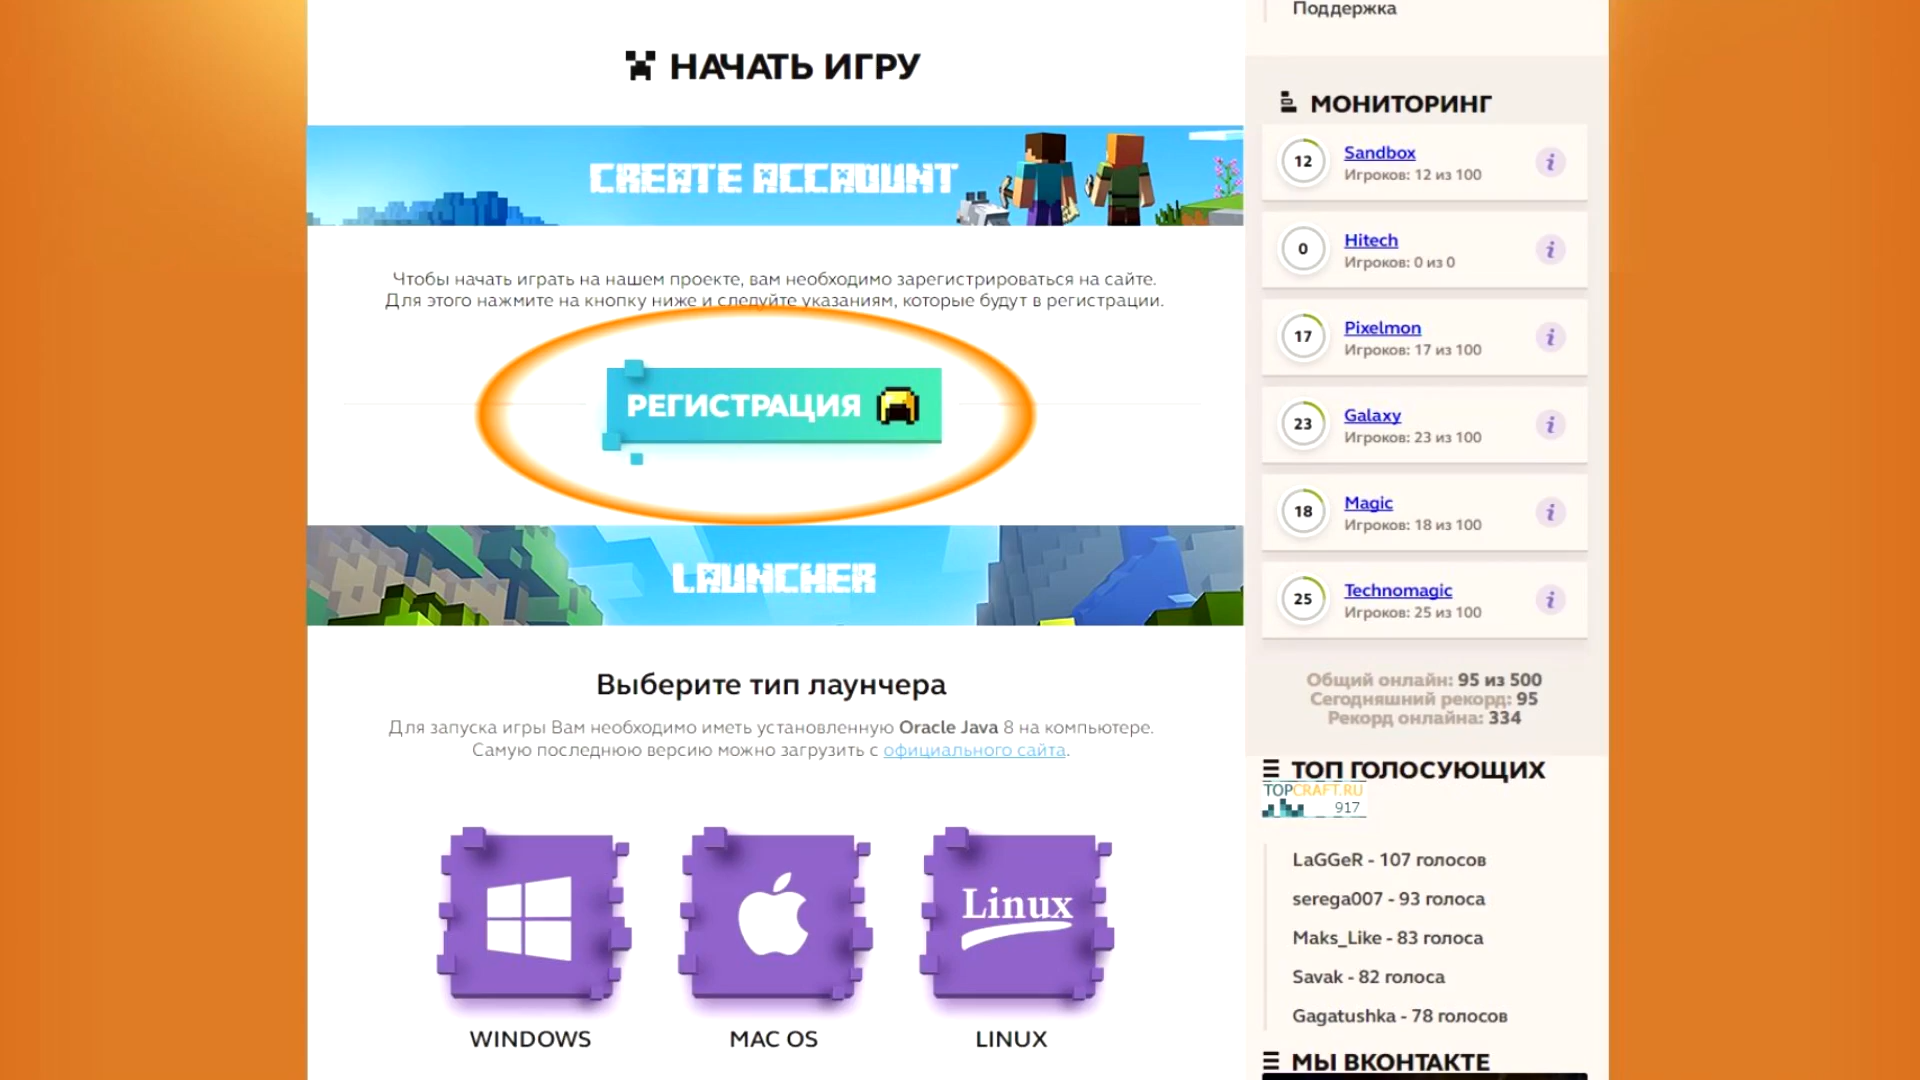 НАЧАТЬ ИГРУ
CREATE ACCAOUNT
Чтобы начать играть на нашем проекте, вам необходимо зарегистрироваться на сайте.
Для этого нажмите на кнопку ниже и следуйте указаниям, которые будут в регистрации.
РЕГИСТРАЦИЯ
LAUNCHER
Выберите тип лаунчера
Для запуска игры Вам необходимо иметь установленную Oracle Java 8 на компьютере.
Самую последнюю версию можно загрузить с официального сайта.
Linux
WINDOWS
MAC OS
LINUX
Поддержка
МОНИТОРИНГ
12
Sandbox
Игроков: 12 из 100
i
0
Hitech
Игроков: 0 из 0
i
17
Pixelmon
Игроков: 17 из 100
i
23
Galaxy
Игроков: 23 из 100
i
18
Magic
Игроков: 18 из 100
i
25
Technomagic
Игроков: 25 из 100
i
Общий онлайн: 95 из 500
Сегодняшний рекорд: 95
Рекорд онлайна: 334
ТОП ГОЛОСУЮЩИХ
TOPCRAFT.RU
917
LaGGeR - 107 голосов
serega007 - 93 голоса
Maks_Like - 83 голоса
Savak - 82 голоса
Gagatushka - 78 голосов
МЫ ВКОНТАКТЕ